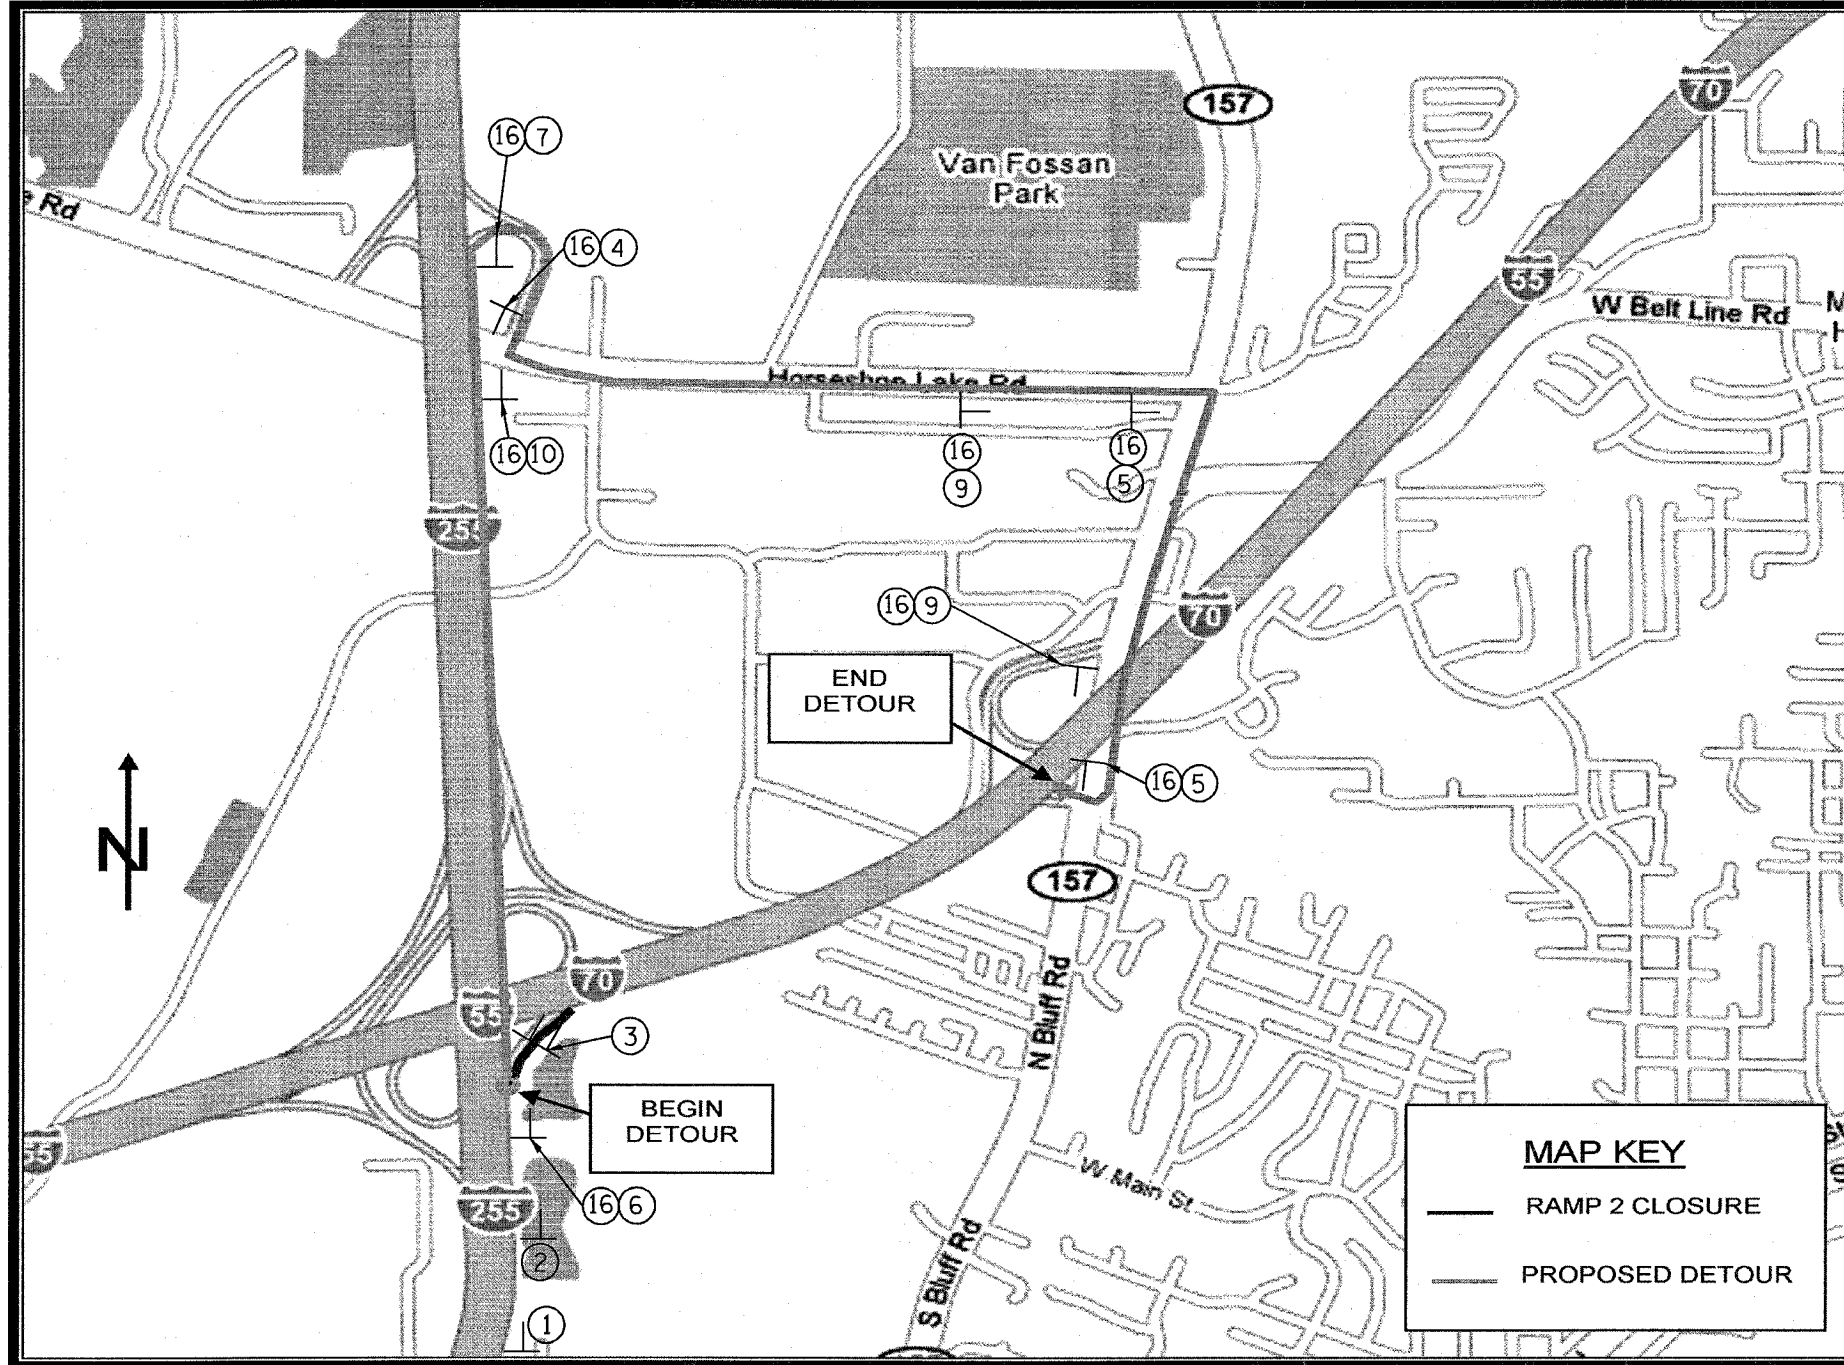 157
70
16 7
Van Fossan
Park
e Rd
16 4
55
W Belt Line Rd
M
H
Horseshoe Lake Rd
16 10
16
9
16
5
255
16 9
70
END
DETOUR
16 5
N
157
70
55
N Bluff Rd
3
BEGIN
DETOUR
55
W Main St
16 6
255
2
S Bluff Rd
1
MAP KEY
RAMP 2 CLOSURE
PROPOSED DETOUR